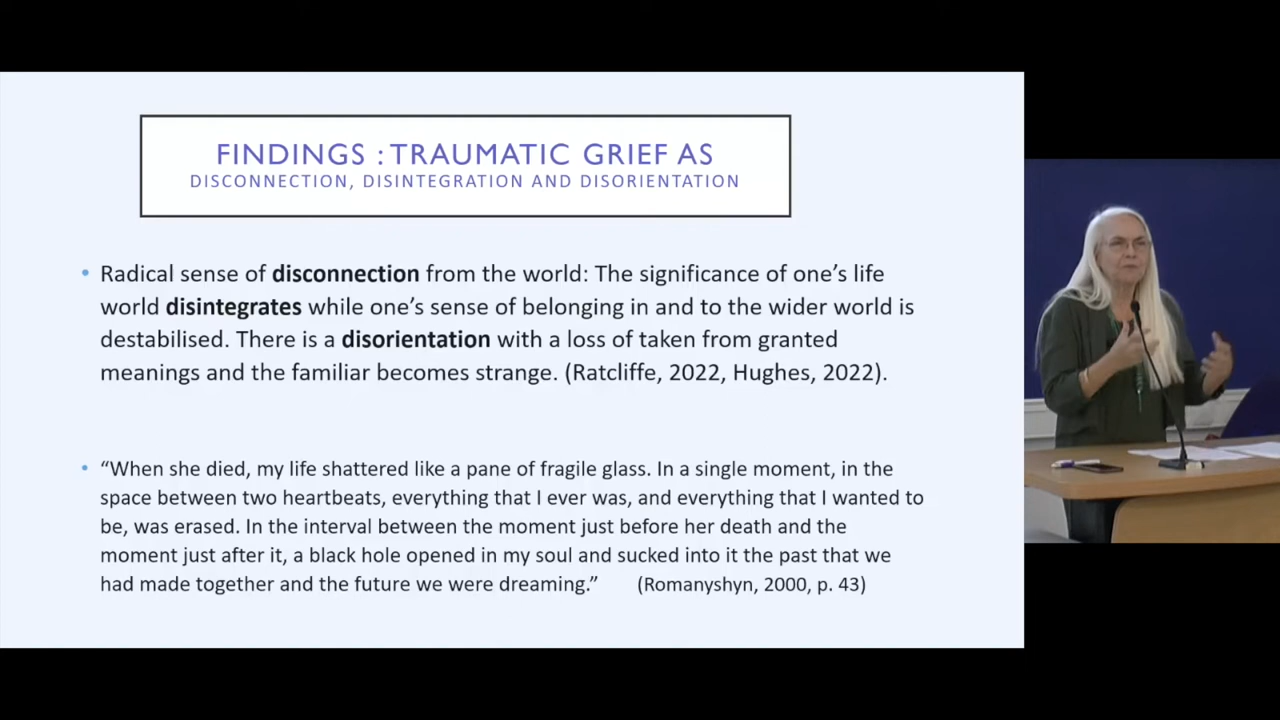 FINDINGS : TRAUMATIC GRIEF AS
DISCONNECTION, DISINTEGRATION AND DISORIENTATION
• Radical sense of disconnection from the world: The significance of one’s life
world disintegrates while one’s sense of belonging in and to the wider world is
destabilised. There is a disorientation with a loss of taken from granted
meanings and the familiar becomes strange. (Ratcliffe, 2022, Hughes, 2022).
• “When she died, my life shattered like a pane of fragile glass. In a single moment, in the
space between two heartbeats, everything that I ever was, and everything that I wanted to
be, was erased. In the interval between the moment just before her death and the
moment just after it, a black hole opened in my soul and sucked into it the past that we
had made together and the future we were dreaming.” (Romanyshyn, 2000, p. 43)